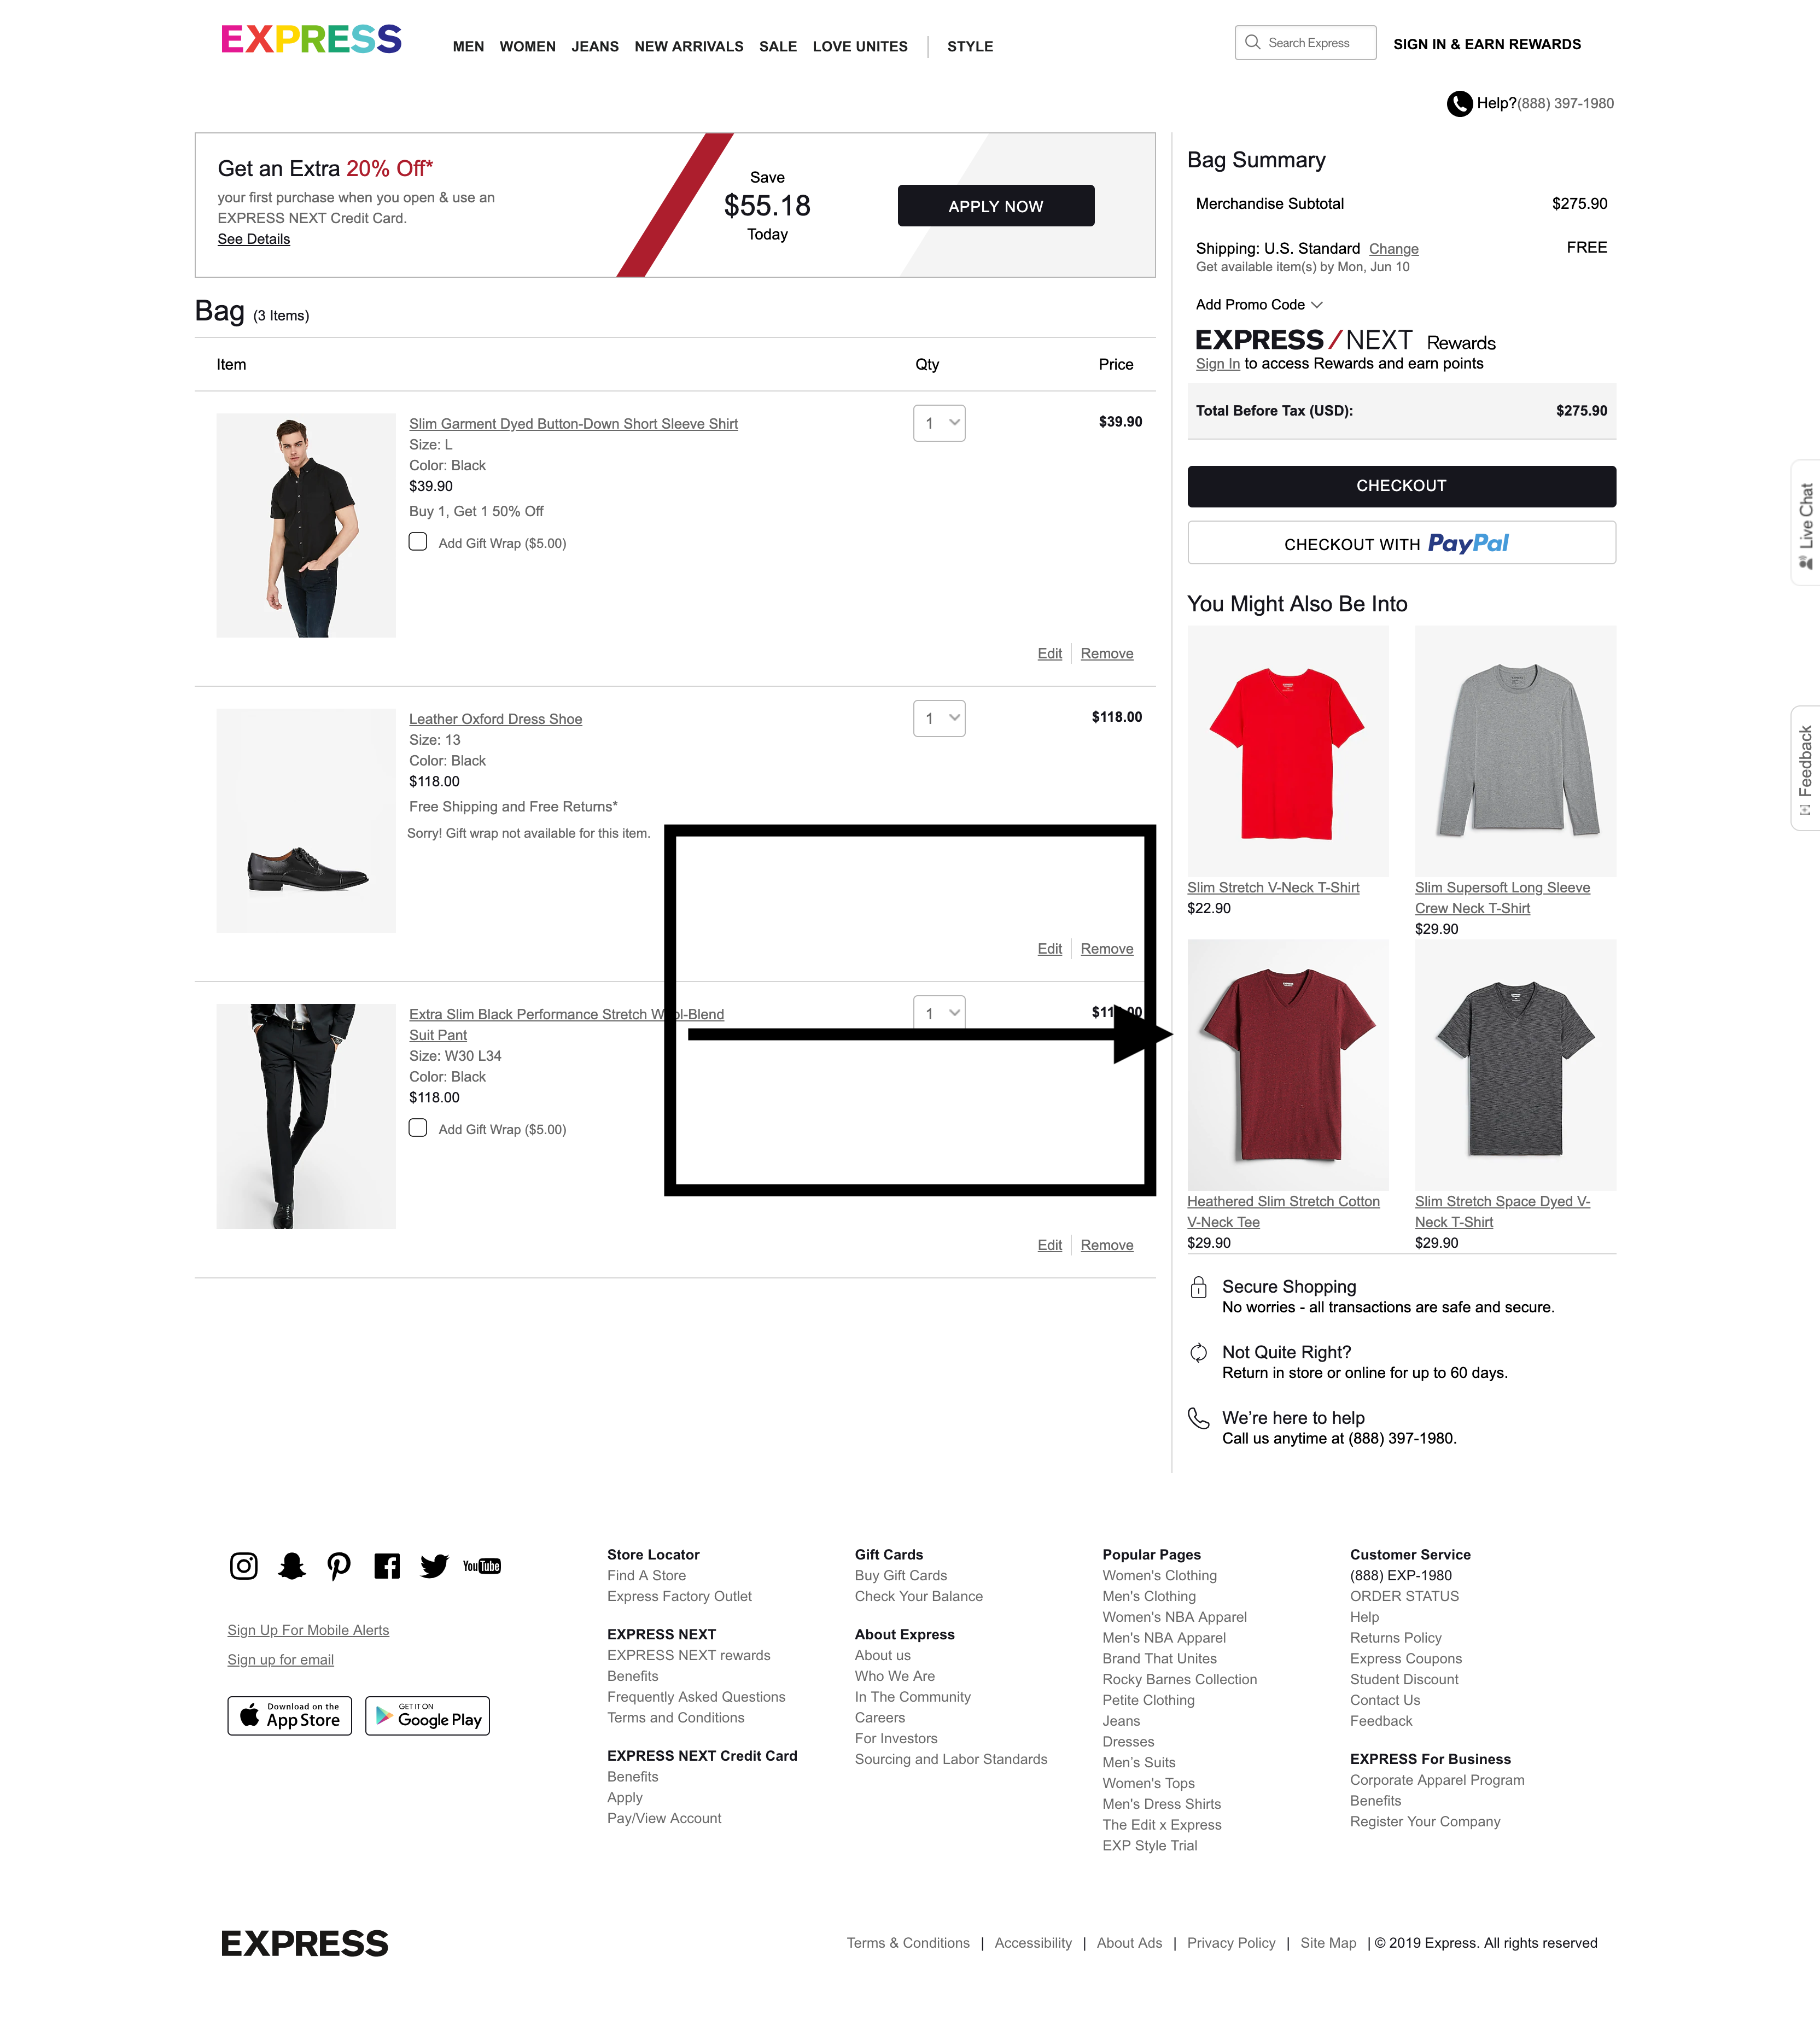 EXPRESS
MEN WOMEN JEANS NEW ARRIVALS SALE LOVE UNITES STYLE
Search Express
SIGN IN & EARN REWARDS
Help?(888) 397-1980
Get an Extra 20% Off*
your first purchase when you open & use an
EXPRESS NEXT Credit Card.
See Details
Save
$55.18
Today
APPLY NOW
Bag (3 Items)
Item Qty Price
Slim Garment Dyed Button-Down Short Sleeve Shirt
Size: L
Color: Black
$39.90
Buy 1, Get 1 50% Off
Add Gift Wrap ($5.00)
1
$39.90
Edit Remove
Leather Oxford Dress Shoe
Size: 13
Color: Black
$118.00
Free Shipping and Free Returns*
Sorry! Gift wrap not available for this item.
1
$118.00
Edit Remove
Extra Slim Black Performance Stretch Wool-Blend
Suit Pant
Size: W30 L34
Color: Black
$118.00
Add Gift Wrap ($5.00)
1
Edit Remove
Bag Summary
Merchandise Subtotal $275.90
Shipping: U.S. Standard Change FREE
Get available item(s) by Mon, Jun 10
Add Promo Code
EXPRESS/NEXT Rewards
Sign In to access Rewards and earn points
Total Before Tax (USD): $275.90
CHECKOUT
CHECKOUT WITH PayPal
You Might Also Be Into
Slim Stretch V-Neck T-Shirt
$22.90
Slim Supersoft Long Sleeve
Crew Neck T-Shirt
$29.90
Heathered Slim Stretch Cotton
V-Neck Tee
$29.90
Slim Stretch Space Dyed V-
Neck T-Shirt
$29.90
Secure Shopping
No worries - all transactions are safe and secure.
Not Quite Right?
Return in store or online for up to 60 days.
We're here to help
Call us anytime at (888) 397-1980.
Live Chat
Feedback
Sign Up For Mobile Alerts
Sign up for email
Download on the
App Store
GET IT ON
Google Play
YouTube
Store Locator
Find A Store
Express Factory Outlet
EXPRESS NEXT
EXPRESS NEXT rewards
Benefits
Frequently Asked Questions
Terms and Conditions
EXPRESS NEXT Credit Card
Benefits
Apply
Pay/View Account
Gift Cards
Buy Gift Cards
Check Your Balance
About Express
About us
Who We Are
In The Community
Careers
For Investors
Sourcing and Labor Standards
Popular Pages
Women's Clothing
Men's Clothing
Women's NBA Apparel
Men's NBA Apparel
Brand That Unites
Rocky Barnes Collection
Petite Clothing
Jeans
Dresses
Men's Suits
Women's Tops
Men's Dress Shirts
The Edit x Express
EXP Style Trial
Customer Service
(888) EXP-1980
ORDER STATUS
Help
Returns Policy
Express Coupons
Student Discount
Contact Us
Feedback
EXPRESS For Business
Corporate Apparel Program
Benefits
Register Your Company
EXPRESS
Terms & Conditions | Accessibility | About Ads | Privacy Policy | Site Map | © 2019 Express. All rights reserved